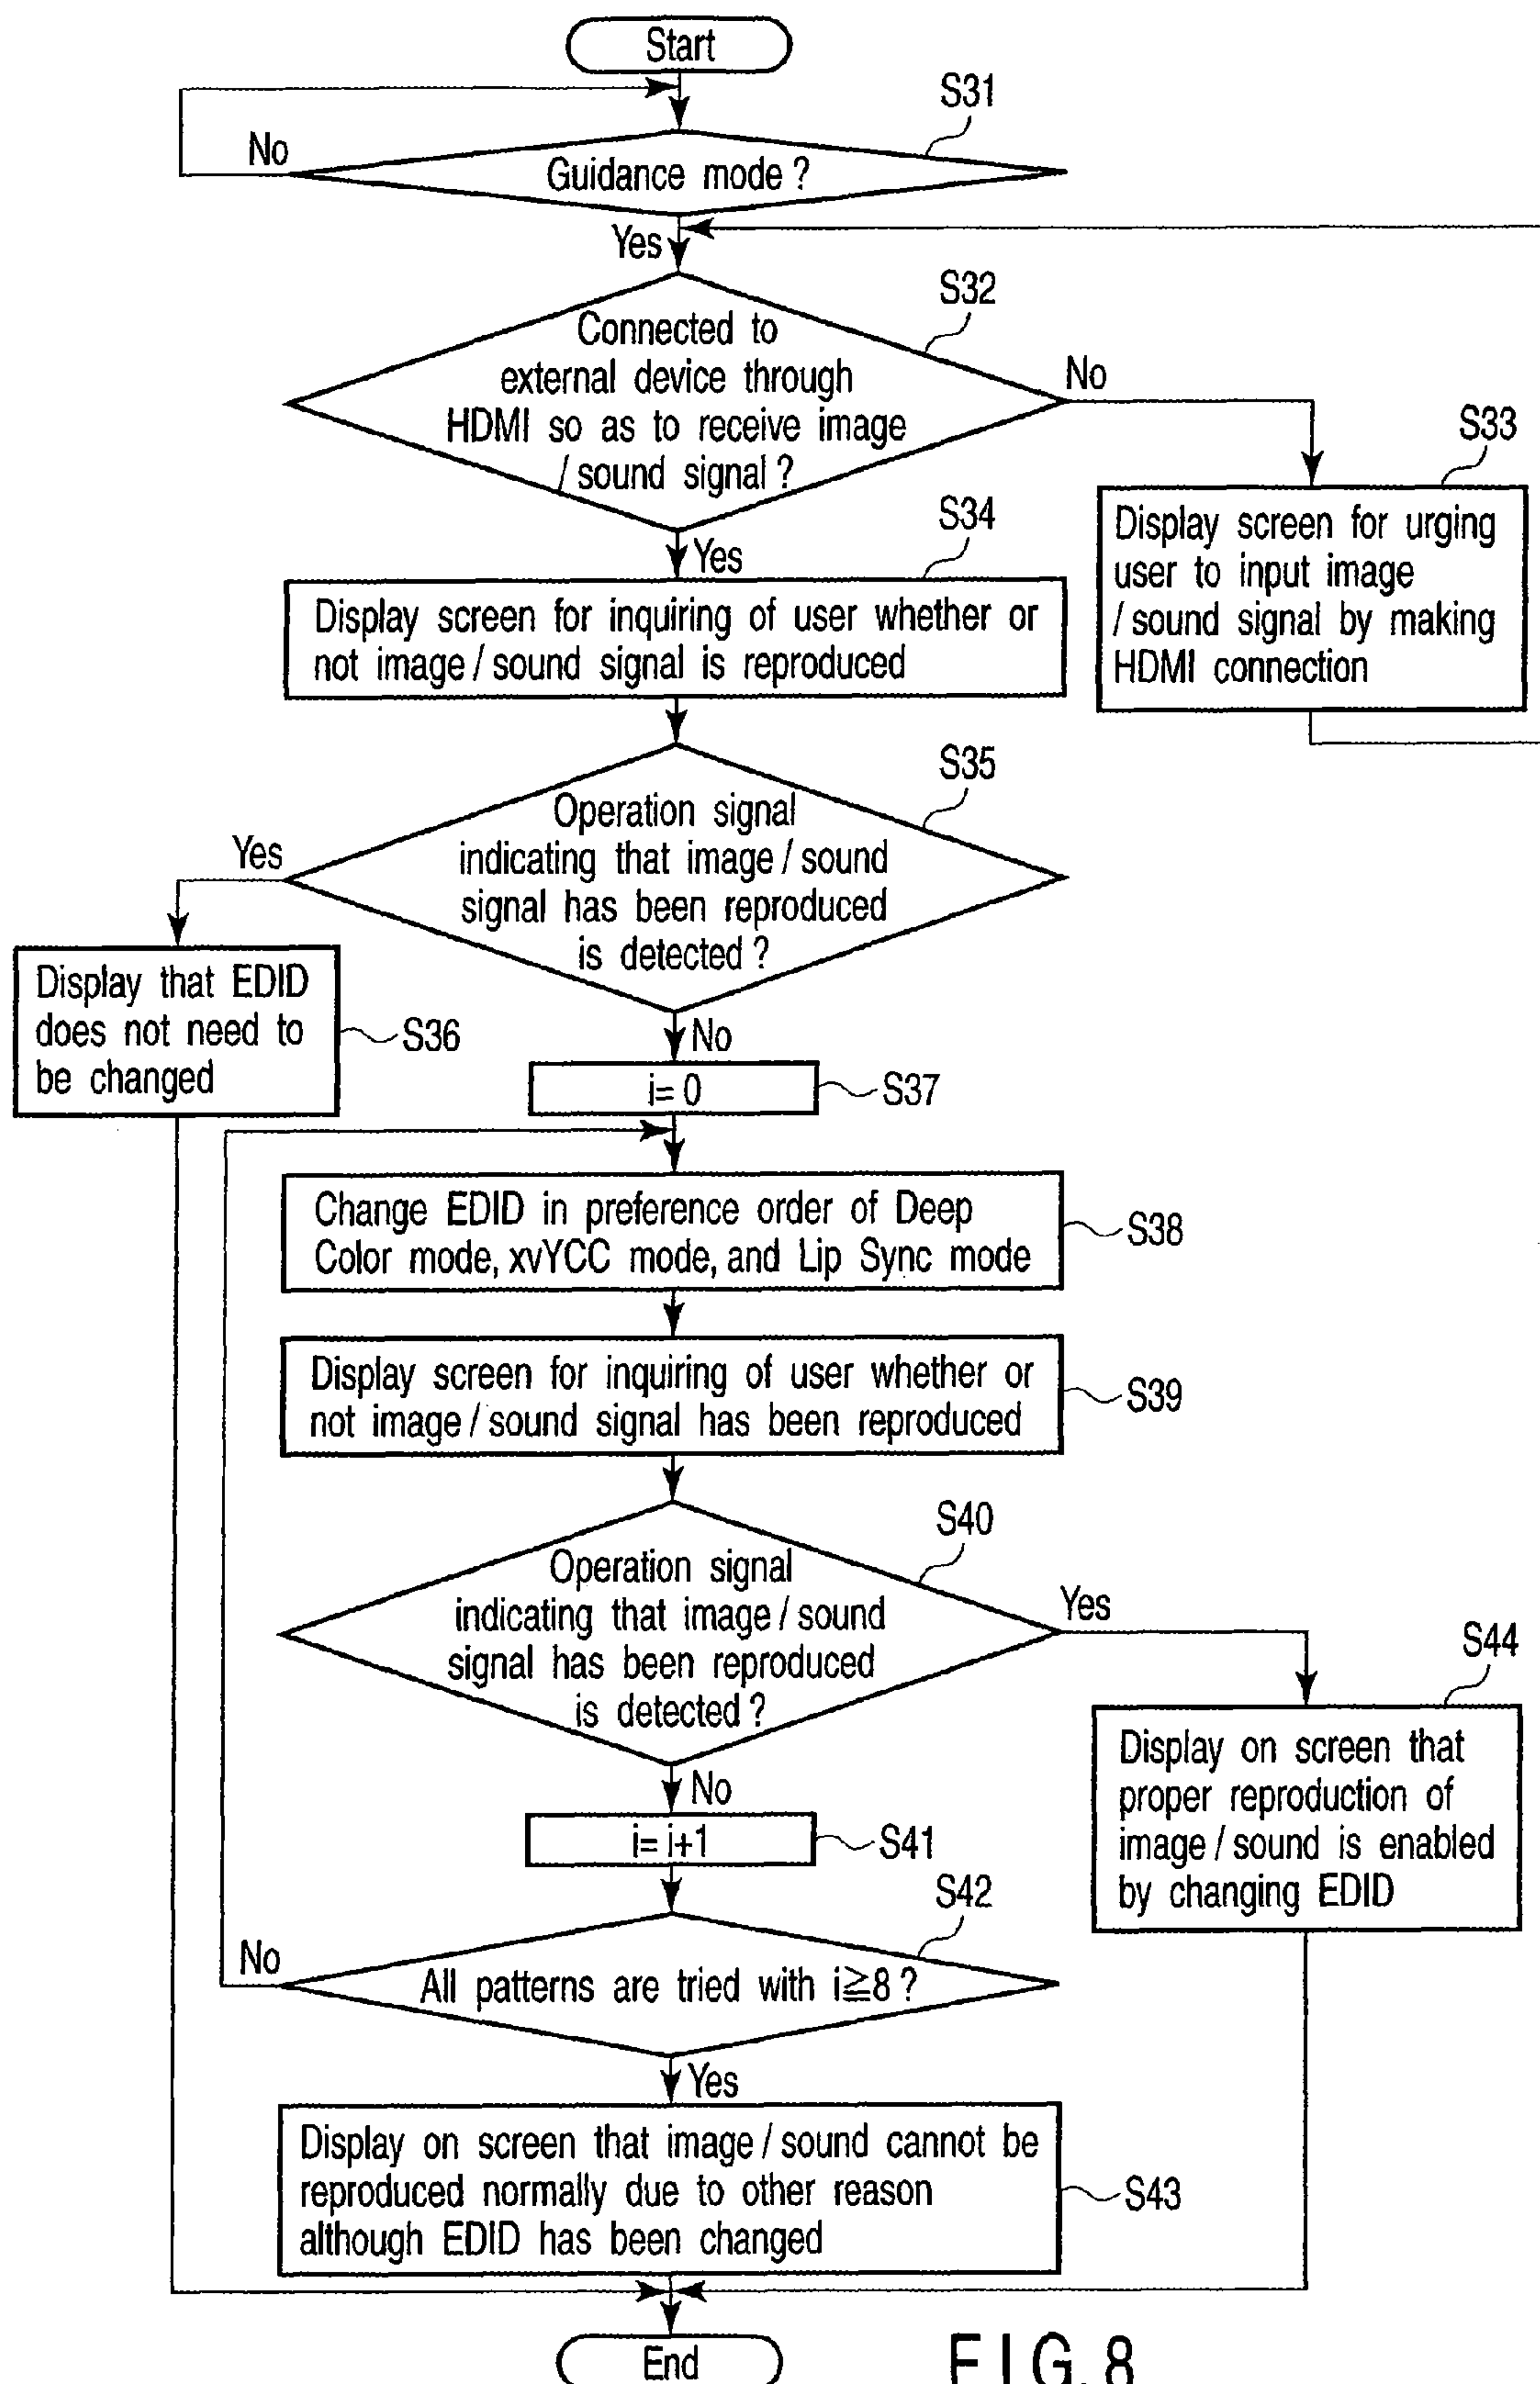 Start
S31
No
Guidance mode ?
Yes
S32
Connected to
external device through
HDMI so as to receive image
/ sound signal ?
No
S33
Display screen for urging
user to input image
/ sound signal by making
HDMI connection
Yes
S34
Display screen for inquiring of user whether or
not image / sound signal is reproduced
S35
Operation signal
indicating that image / sound
signal has been reproduced
is detected ?
Yes
Display that EDID
does not need to
be changed
S36
No
i= 0
S37
Change EDID in preference order of Deep
Color mode, xvYCC mode, and Lip Sync mode
S38
Display screen for inquiring of user whether or
not image / sound signal has been reproduced
S39
S40
Operation signal
indicating that image / sound
signal has been reproduced
is detected ?
Yes
S44
Display on screen that
proper reproduction of
image / sound is enabled
by changing EDID
No
i= i+1
S41
S42
No
All patterns are tried with i≧8 ?
Yes
Display on screen that image / sound cannot be
reproduced normally due to other reason
although EDID has been changed
S43
End
FIG. 8